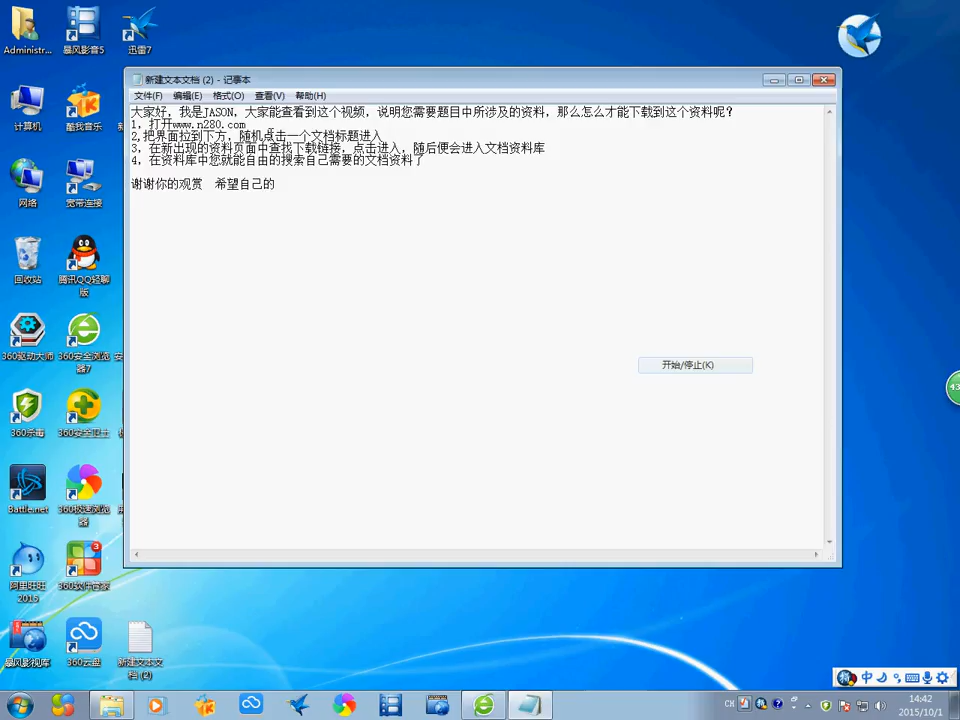 Administr...
暴风影音5
迅雷7
计算机
酷我音乐
网络
宽带连接
回收站
腾讯QQ轻聊版
360驱动大师
360安全浏览器7
360杀毒
360安全卫士
Battle.net
360极速浏览器
阿里旺旺2015
360软件管家
暴风影视库
360云盘
新建文本文档 (2)
新建文本文档 (2) - 记事本
文件(F) 编辑(E) 格式(O) 查看(V) 帮助(H)
大家好，我是JASON，大家能查看到这个视频，说明您需要题目中所涉及的资料，那么怎么才能下载到这个资料呢？
1，打开www.n280.com
2,把界面拉到下方，随机点击一个文档标题进入
3，在新出现的资料页面中查找下载链接，点击进入，随后便会进入文档资料库
4，在资料库中您就能自由的搜索自己需要的文档资料了
谢谢你的观赏 希望自己的
开始/停止(K)
43
中
CH
14:42
2015/10/1